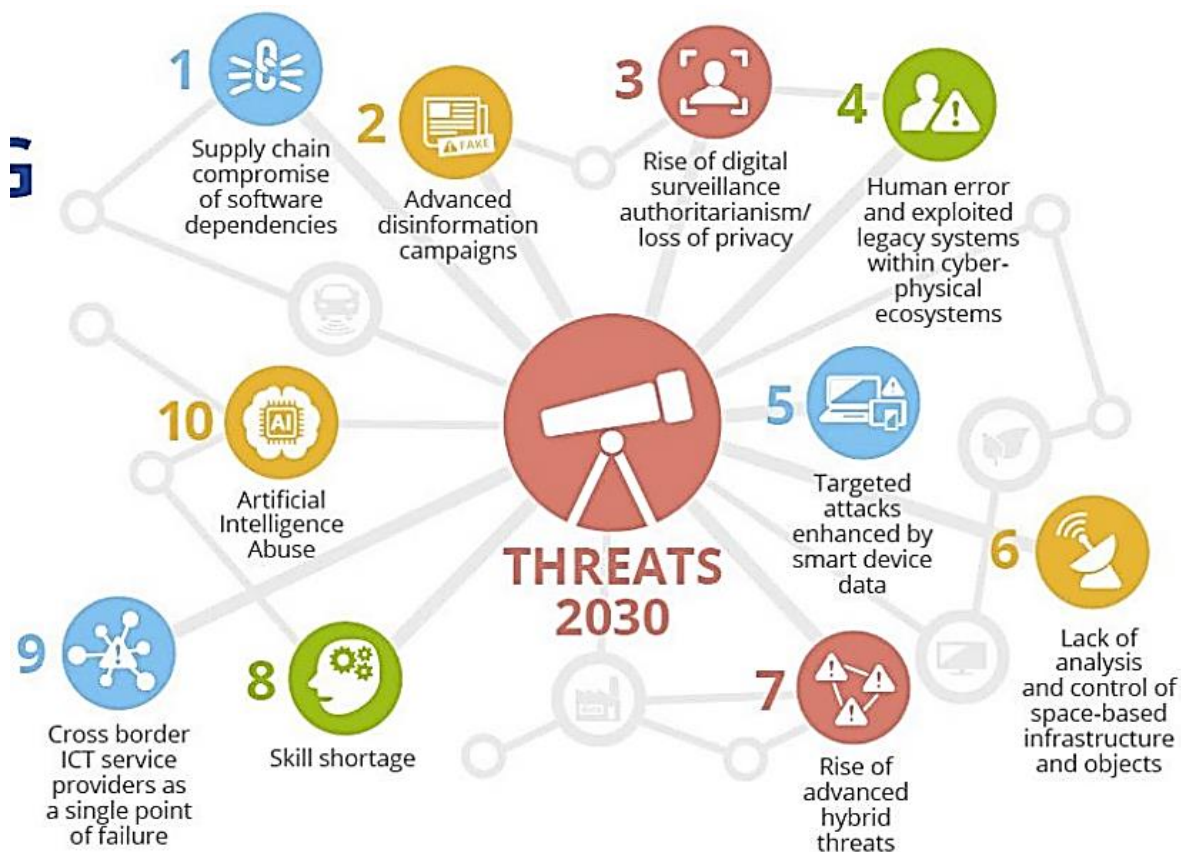 G
1
Supply chain
compromise
of software
dependencies
2
FAKE
Advanced
disinformation
campaigns
3
Rise of digital
surveillance
authoritarianism/
loss of privacy
4
Human error
and exploited
legacy systems
within cyber-
physical
ecosystems
THREATS
2030
5
Targeted
attacks
enhanced by
smart device
data
6
Lack of
analysis
and control of
space-based
infrastructure
and objects
7
Rise of
advanced
hybrid
threats
8
Skill shortage
9
Cross border
ICT service
providers as
a single point
of failure
10
AI
Artificial
Intelligence
Abuse